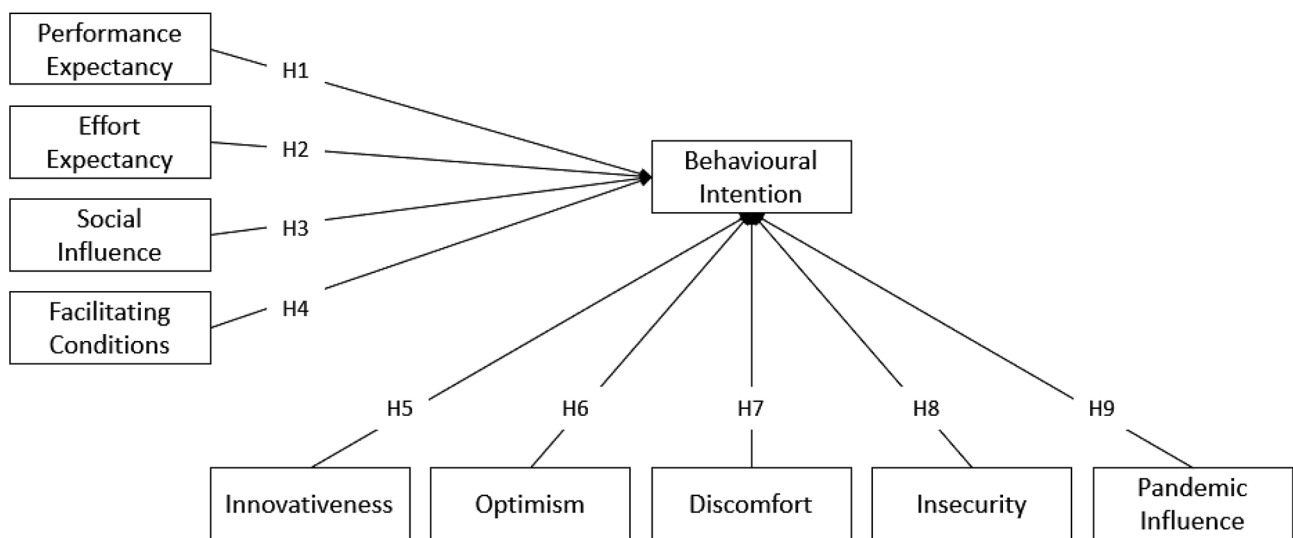 Performance
Expectancy
H1
Effort
Expectancy
H2
Behavioural
Intention
Social
Influence
H3
Facilitating
Conditions
H4
H5
H6
H7
H8
H9
Innovativeness
Optimism
Discomfort
Insecurity
Pandemic
Influence